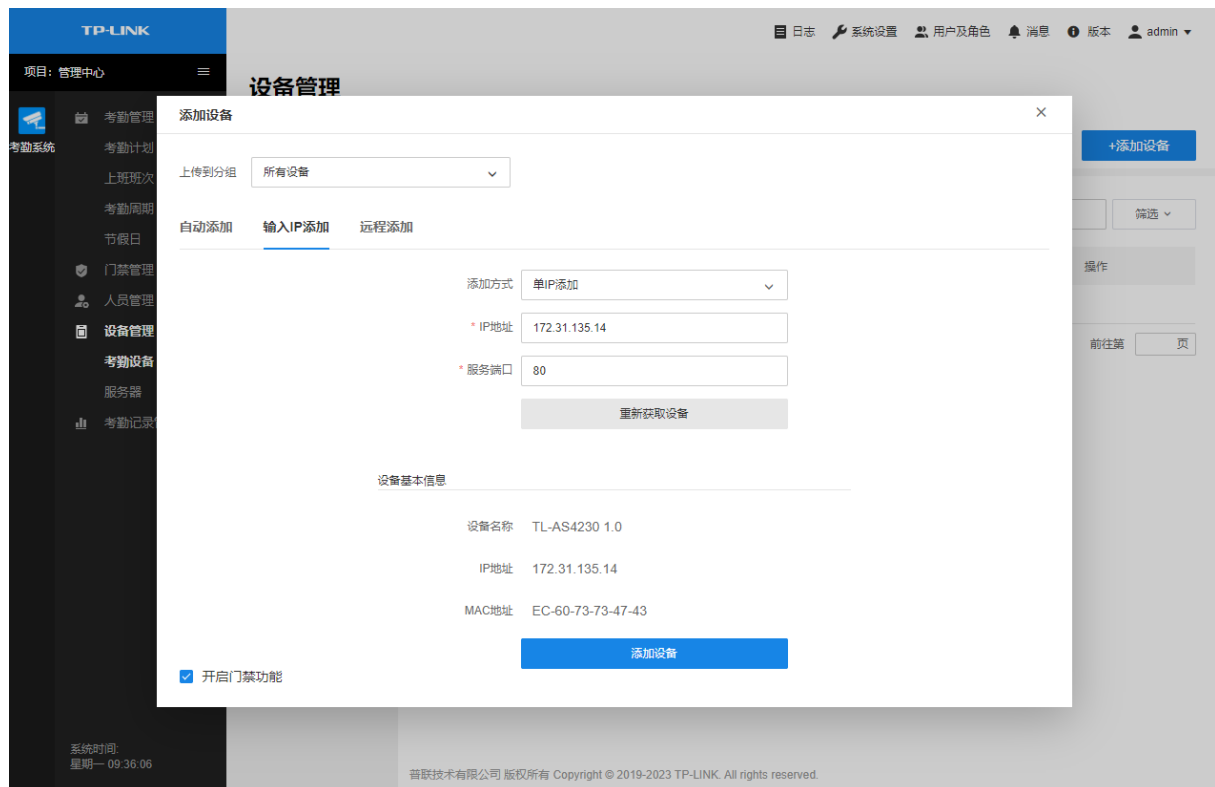 TP-LINK
日志 系统设置 用户及角色 消息 版本 admin
项目：管理中心
设备管理
考勤系统
考勤管理
考勤计划
上班班次
考勤周期
节假日
门禁管理
人员管理
设备管理
考勤设备
服务器
考勤记录
系统时间:
星期一 09:36:06
+添加设备
筛选
操作
前往第 页
添加设备
上传到分组 所有设备
自动添加 输入IP添加 远程添加
添加方式 单IP添加
* IP地址 172.31.135.14
* 服务端口 80
重新获取设备
设备基本信息
设备名称 TL-AS4230 1.0
IP地址 172.31.135.14
MAC地址 EC-60-73-73-47-43
添加设备
开启门禁功能
普联技术有限公司 版权所有 Copyright © 2019-2023 TP-LINK. All rights reserved.